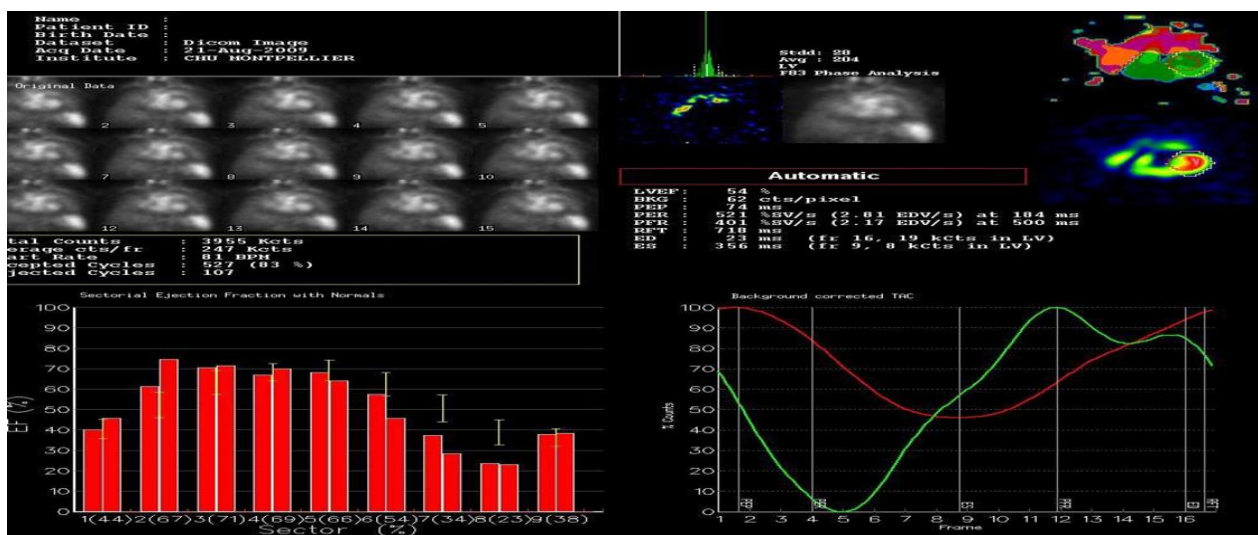 Name :
Patient ID :
Birth Date :
Dataset : Dicom Image
Acq Date : 21-Aug-2009
Institute : CHU MONTPELLIER
Stdd: 28
Avg : 204
LV
F83 Phase Analysis
Original Data
2 3 4 5
7 8 9 10
12 13 14 15
Automatic
LVEF: 54 %
BKG : 62 cts/pixel
PEP : 74 ms
PER : 521 %SV/s (2.81 EDV/s) at 184 ms
PFR : 401 %SV/s (2.17 EDV/s) at 500 ms
RFT : 718 ms
ED : 23 ms (fr 16, 19 kCts in LV)
ES : 356 ms (fr 9, 8 kCts in LV)
tal Counts : 3955 Kcts
erage cts/fr : 247 Kcts
art Rate : 81 BPM
cepted Cycles : 527 (83 %)
jected Cycles : 107
Sectorial Ejection Fraction with Normals
100
90
80
70
60
50
40
30
20
10
0
EF(%)
1(44) 2(67) 3(71) 4(69) 5(66) 6(54) 7(34) 8(23) 9(38)
Sector (%)
Background corrected TAC
100
90
80
70
60
50
40
30
20
10
0
% Counts
1 2 3 4 5 6 7 8 9 10 11 12 13 14 15 16
Frame